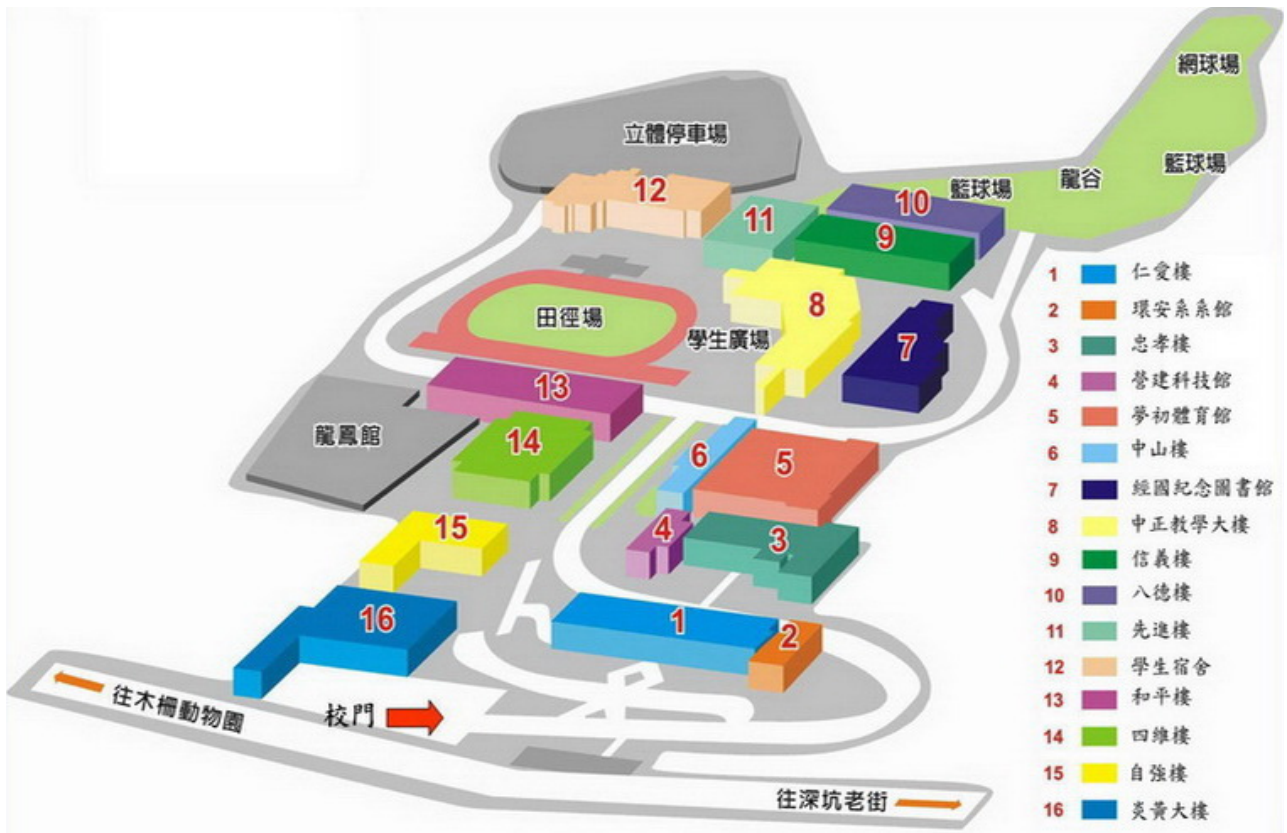 網球場
立體停車場
籃球場
龍谷
籃球場
12
11
10
9
田徑場
學生廣場
8
7
13
龍鳳館
14
6
5
15
4
3
16
1
2
往木柵動物園
校門
往深坑老街
1 仁愛樓
2 環安系系館
3 忠孝樓
4 營建科技館
5 夢初體育館
6 中山樓
7 經國紀念圖書館
8 中正教學大樓
9 信義樓
10 八德樓
11 先進樓
12 學生宿舍
13 和平樓
14 四維樓
15 自強樓
16 炎黃大樓